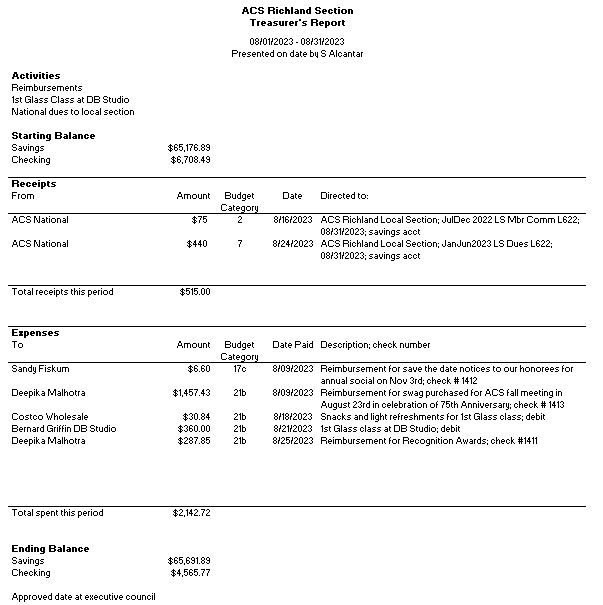 ACS Richland Section
Treasurer's Report
08/01/2023 - 08/31/2023
Presented on date by S Alcantar
Activities
Reimbursements
1st Glass Class at DB Studio
National dues to local section
Starting Balance
Savings $65,176.89
Checking $6,708.49
Receipts
From Amount Budget Category Date Directed to:
ACS National $75 2 8/16/2023 ACS Richland Local Section; JulDec 2022 LS Mbr Comm L622;
08/31/2023; savings acct
ACS National $440 7 8/24/2023 ACS Richland Local Section; JanJun2023 LS Dues L622;
08/31/2023; savings acct
Total receipts this period $515.00
Expenses
To Amount Budget Category Date Paid Description; check number
Sandy Fiskum $6.60 17c 8/09/2023 Reimbursement for save the date notices to our honorees for
annual social on Nov 3rd; check # 1412
Deepika Malhotra $1,457.43 21b 8/09/2023 Reimbursement for swag purchased for ACS fall meeting in
August 23rd in celebration of 75th Anniversary; check # 1413
Costco Wholesale $30.84 21b 8/18/2023 Snacks and light refreshments for 1st Glass class; debit
Bernard Griffin DB Studio $360.00 21b 8/21/2023 1st Glass class at DB Studio; debit
Deepika Malhotra $287.85 21b 8/25/2023 Reimbursement for Recognition Awards; check #1411
Total spent this period $2,142.72
Ending Balance
Savings $65,691.89
Checking $4,565.77
Approved date at executive council